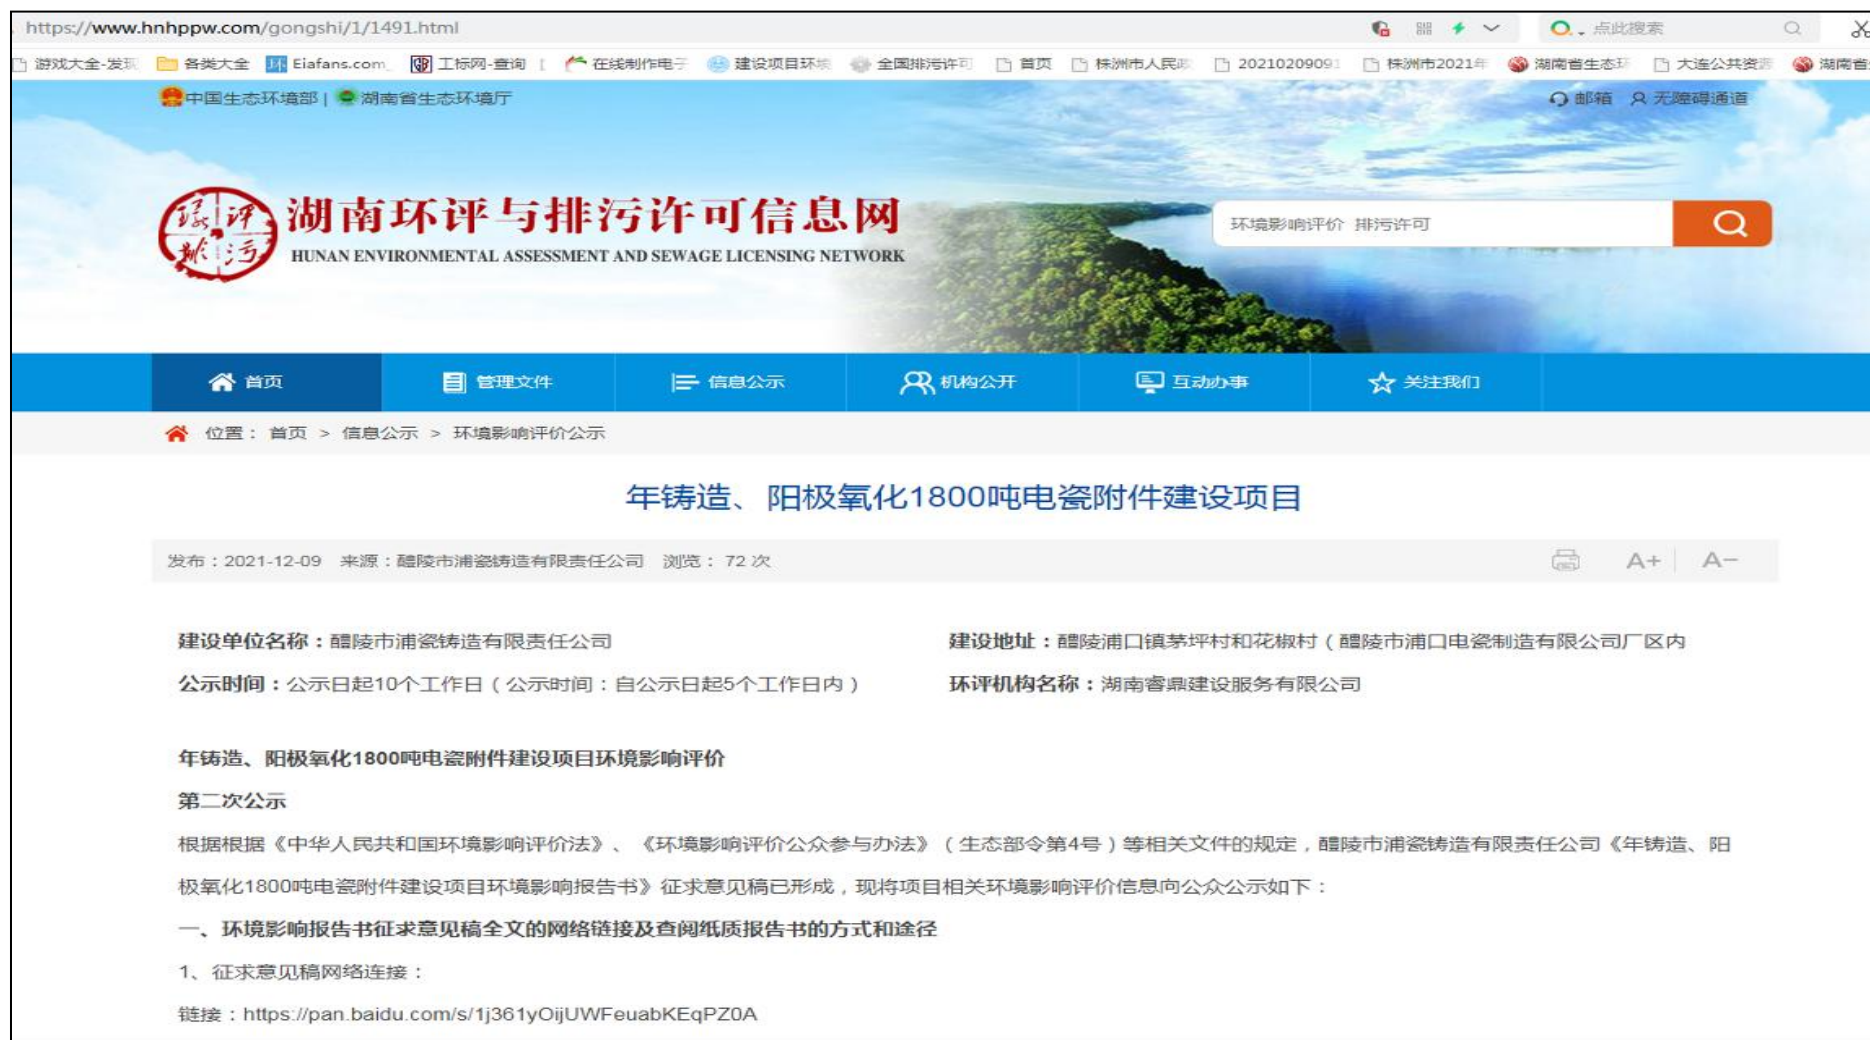 https://www.hnhppw.com/gongshi/1/1491.html 点此搜索
游戏大全-发现 各类大全 Eiafans.com_ 工标网-查询 [ 在线制作电子 建设项目环境 全国排污许可 首页 株洲市人民政 20210209091 株洲市2021年 湖南省生态环 大连公共资源 湖南省
中国生态环境部 | 湖南省生态环境厅 邮箱 无障碍通道
环评 排污
湖南环评与排污许可信息网
HUNAN ENVIRONMENTAL ASSESSMENT AND SEWAGE LICENSING NETWORK
环境影响评价 排污许可
首页 管理文件 信息公示 机构公开 互动办事 关注我们
位置： 首页 > 信息公示 > 环境影响评价公示
年铸造、阳极氧化1800吨电瓷附件建设项目
发布：2021-12-09 来源：醴陵市浦瓷铸造有限责任公司 浏览： 72 次 A+ A-
建设单位名称：醴陵市浦瓷铸造有限责任公司 建设地址：醴陵浦口镇茅坪村和花椒村（醴陵市浦口电瓷制造有限公司厂区内
公示时间：公示日起10个工作日（公示时间：自公示日起5个工作日内） 环评机构名称：湖南睿鼎建设服务有限公司
年铸造、阳极氧化1800吨电瓷附件建设项目环境影响评价
第二次公示
根据根据《中华人民共和国环境影响评价法》、《环境影响评价公众参与办法》（生态部令第4号）等相关文件的规定，醴陵市浦瓷铸造有限责任公司《年铸造、阳
极氧化1800吨电瓷附件建设项目环境影响报告书》征求意见稿已形成，现将项目相关环境影响评价信息向公众公示如下：
一、环境影响报告书征求意见稿全文的网络链接及查阅纸质报告书的方式和途径
1、征求意见稿网络连接：
链接：https://pan.baidu.com/s/1j361yOijUWFeuabKEqPZ0A